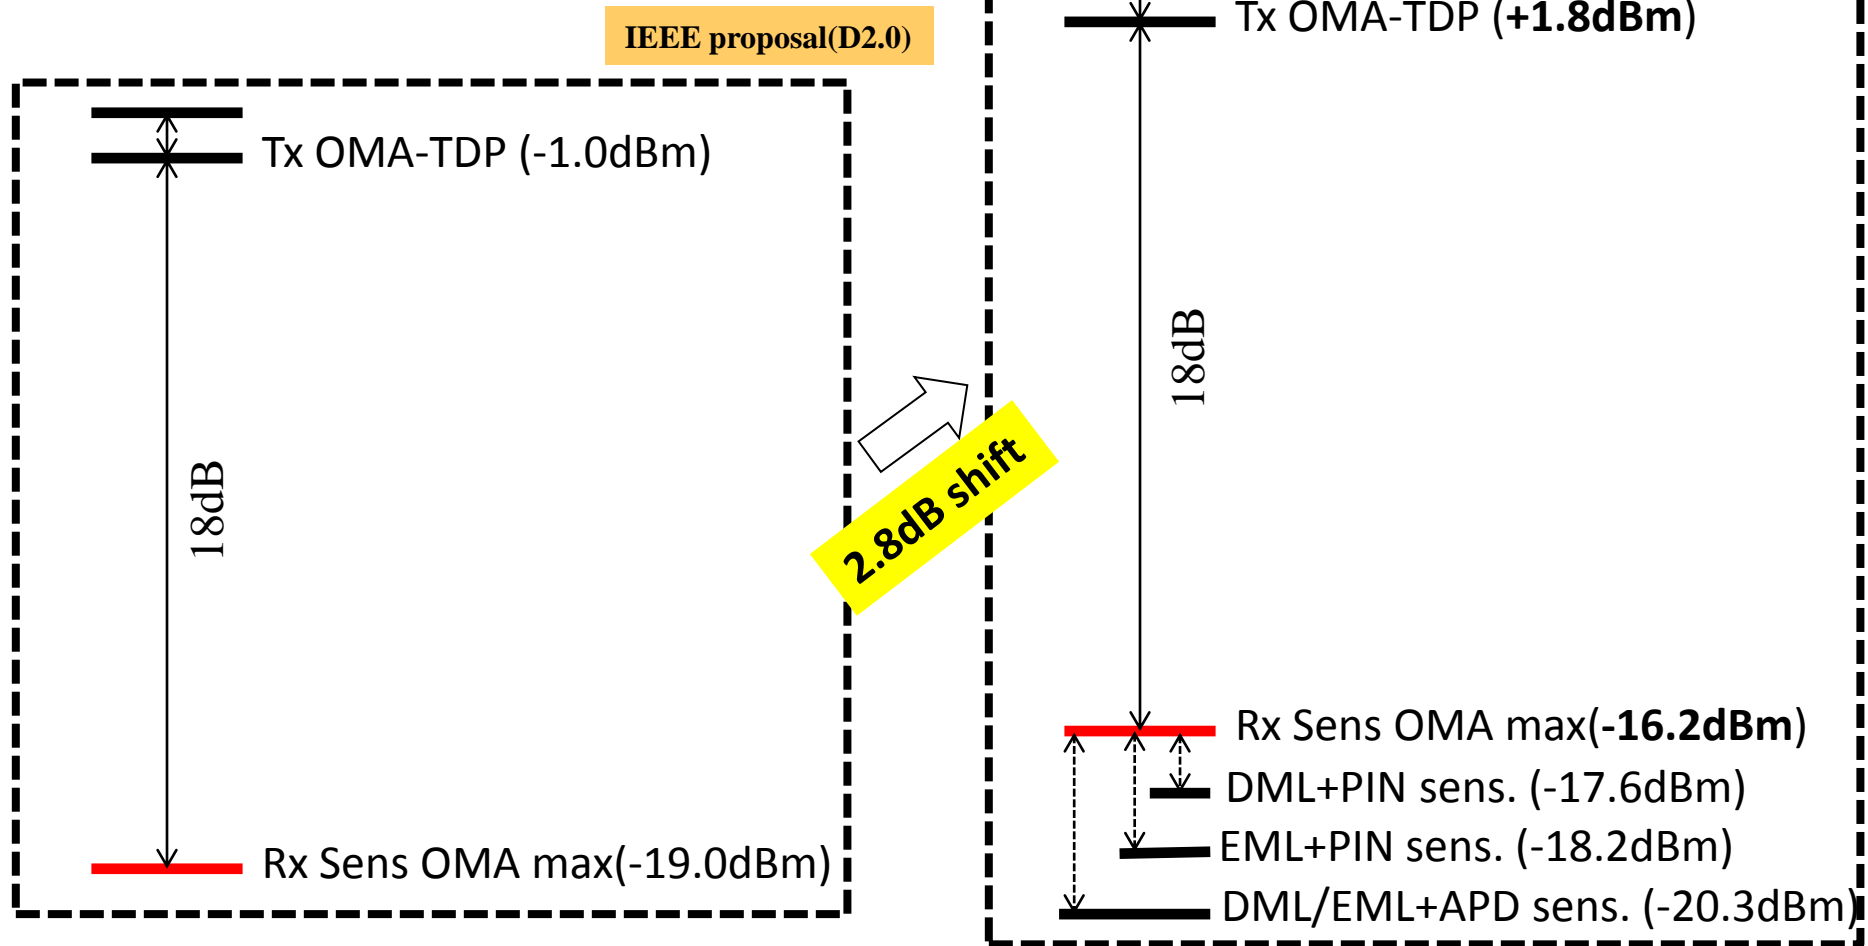 IEEE proposal(D2.0)
Tx OMA-TDP (-1.0dBm)
18dB
Rx Sens OMA max(-19.0dBm)
2.8dB shift
Tx OMA-TDP (+1.8dBm)
18dB
Rx Sens OMA max(-16.2dBm)
DML+PIN sens. (-17.6dBm)
EML+PIN sens. (-18.2dBm)
DML/EML+APD sens. (-20.3dBm)